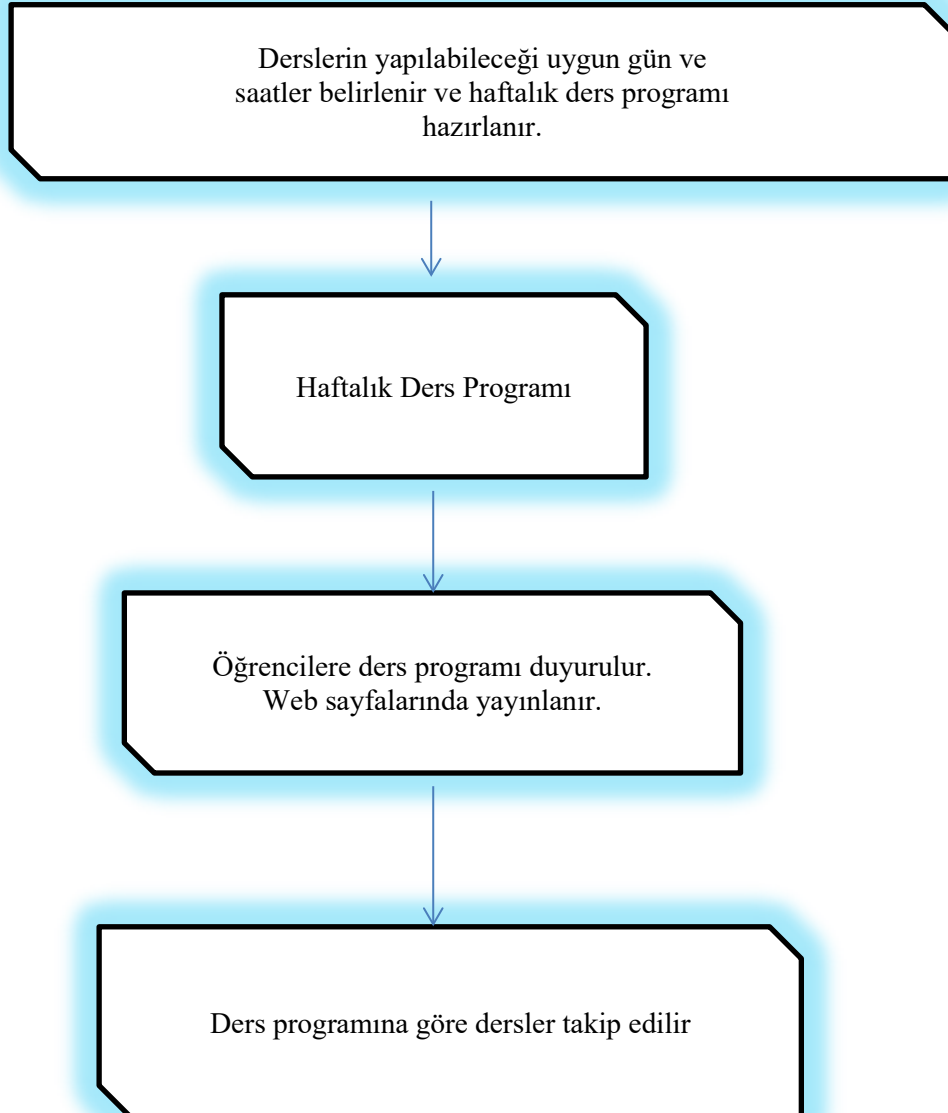 Derslerin yapılabileceği uygun gün ve
saatler belirlenir ve haftalık ders programı
hazırlanır.
Haftalık Ders Programı
Öğrencilere ders programı duyurulur.
Web sayfalarında yayınlanır.
Ders programına göre dersler takip edilir